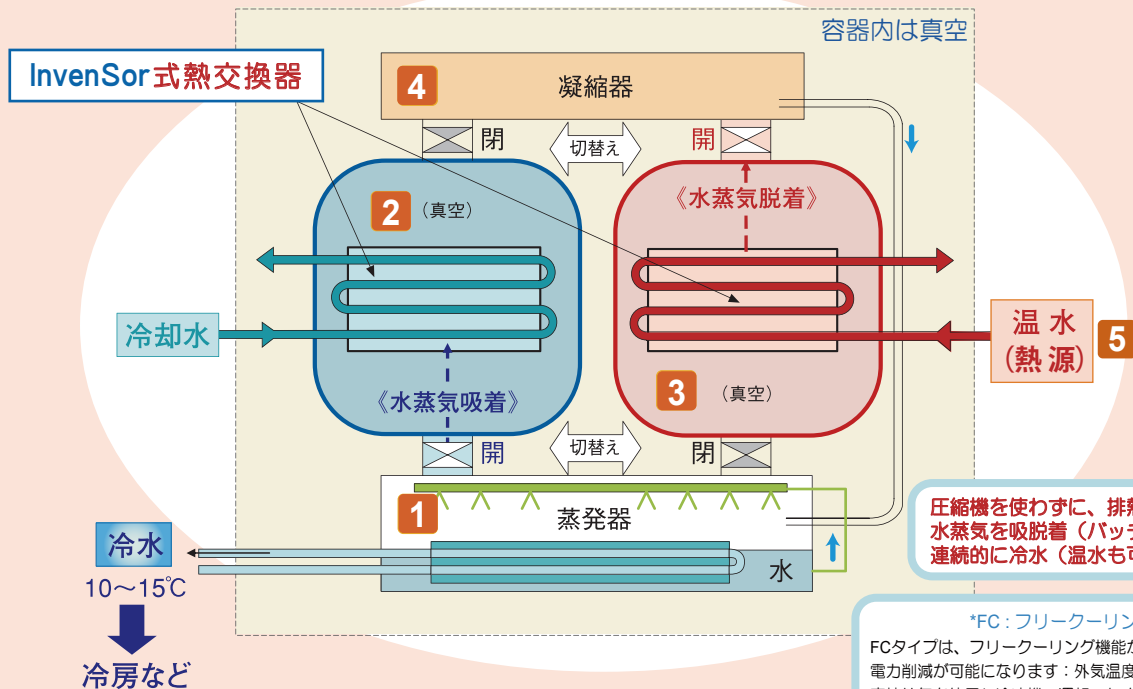 容器内は真空
InvenSor式熱交換器
4
凝縮器
閉
切替え
開
2
（真空）
《水蒸気脱着》
冷却水
温水
(熱源)
5
3
（真空）
《水蒸気吸着》
開
切替え
閉
1
蒸発器
水
冷水
10〜15℃
冷房など
圧縮機を使わずに、排熱
水蒸気を吸脱着（バッチ
連続的に冷水（温水も可
*FC：フリークーリン
FCタイプは、フリークーリング機能が
電力削減が可能になります：外気温度